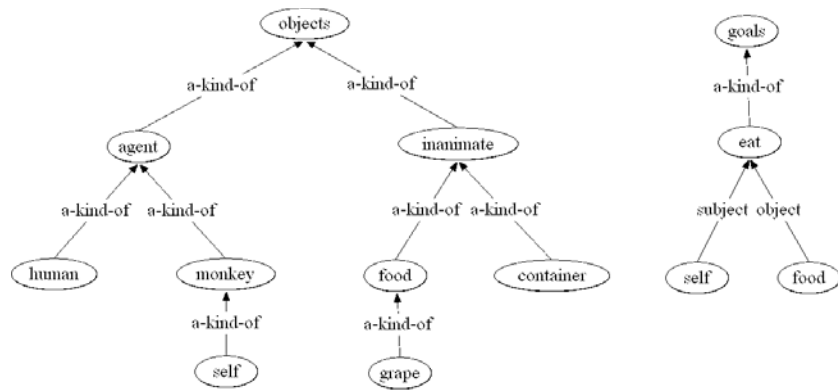 objects
goals
a-kind-of a-kind-of
a-kind-of
agent
inanimate
eat
a-kind-of a-kind-of
a-kind-of a-kind-of
subject object
human
monkey
food
container
self
food
a-kind-of
a-kind-of
self
grape